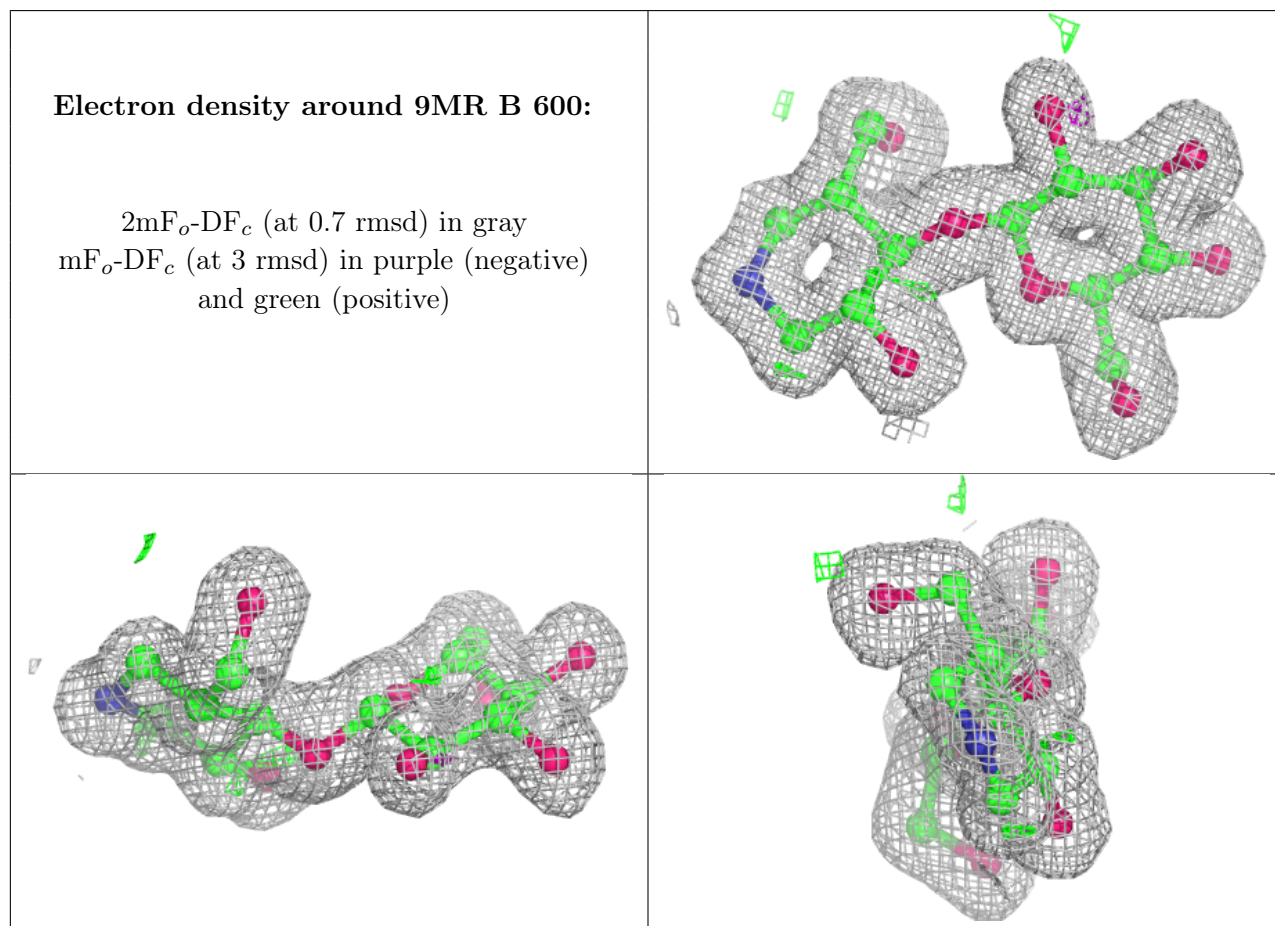 Electron density around 9MR B 600:
2mFo-DFc (at 0.7 rmsd) in gray
mFo-DFc (at 3 rmsd) in purple (negative)
and green (positive)